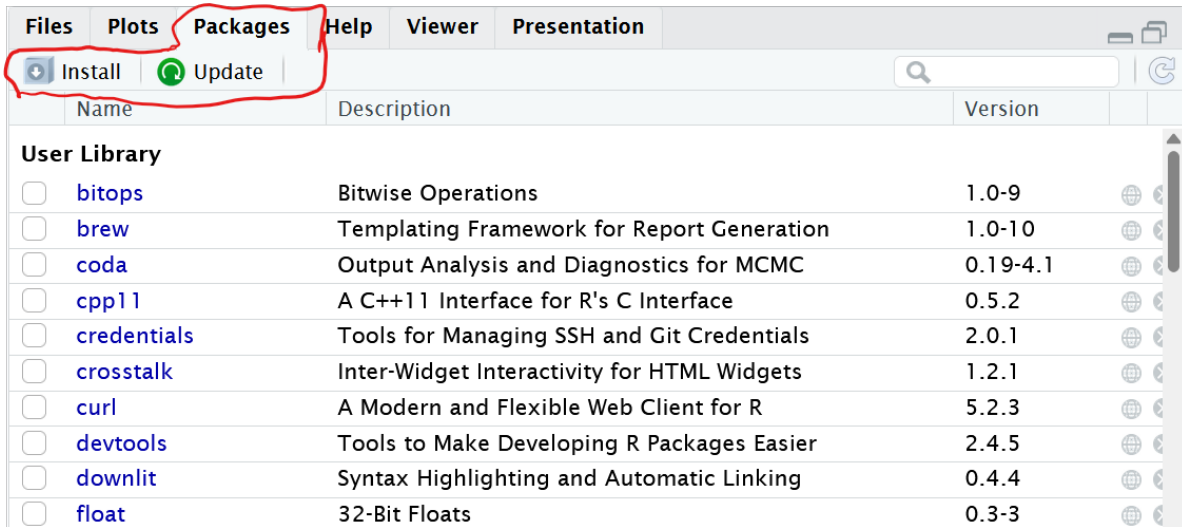 Files Plots Packages Help Viewer Presentation
Install Update
Name Description Version
User Library
bitops Bitwise Operations 1.0-9
brew Templating Framework for Report Generation 1.0-10
coda Output Analysis and Diagnostics for MCMC 0.19-4.1
cpp11 A C++11 Interface for R's C Interface 0.5.2
credentials Tools for Managing SSH and Git Credentials 2.0.1
crosstalk Inter-Widget Interactivity for HTML Widgets 1.2.1
curl A Modern and Flexible Web Client for R 5.2.3
devtools Tools to Make Developing R Packages Easier 2.4.5
downlit Syntax Highlighting and Automatic Linking 0.4.4
float 32-Bit Floats 0.3-3